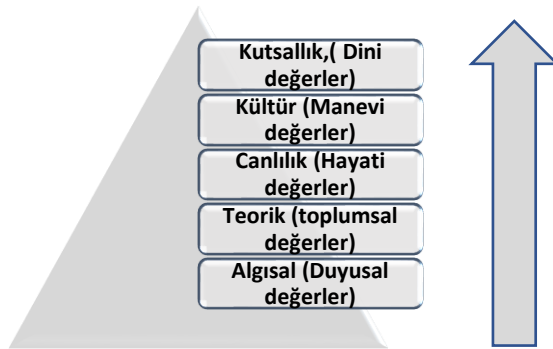 Kutsallık,( Dini
değerler)
Kültür (Manevi
değerler)
Canlılık (Hayati
değerler)
Teorik (toplumsal
değerler)
Algısal (Duyusal
değerler)